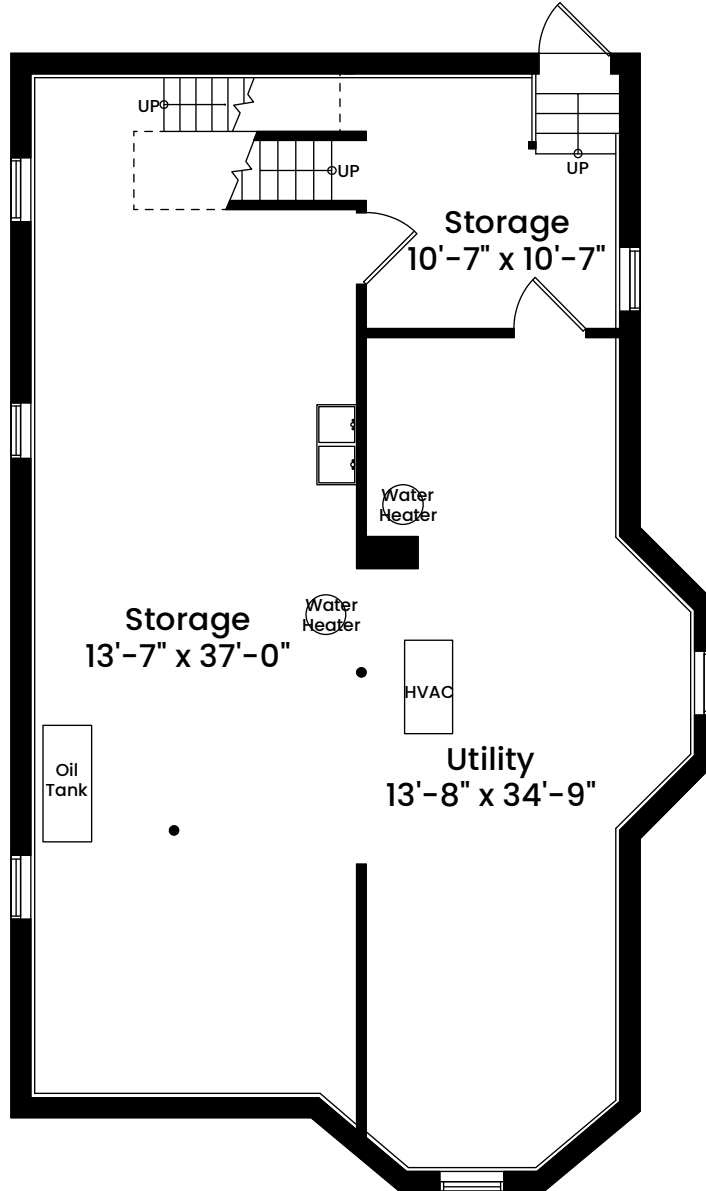 UP
UP
UP
Storage
10'-7" x 10'-7"
Water
Heater
Water
Heater
Storage
13'-7" x 37'-0"
HVAC
Utility
13'-8" x 34'-9"
Oil
Tank